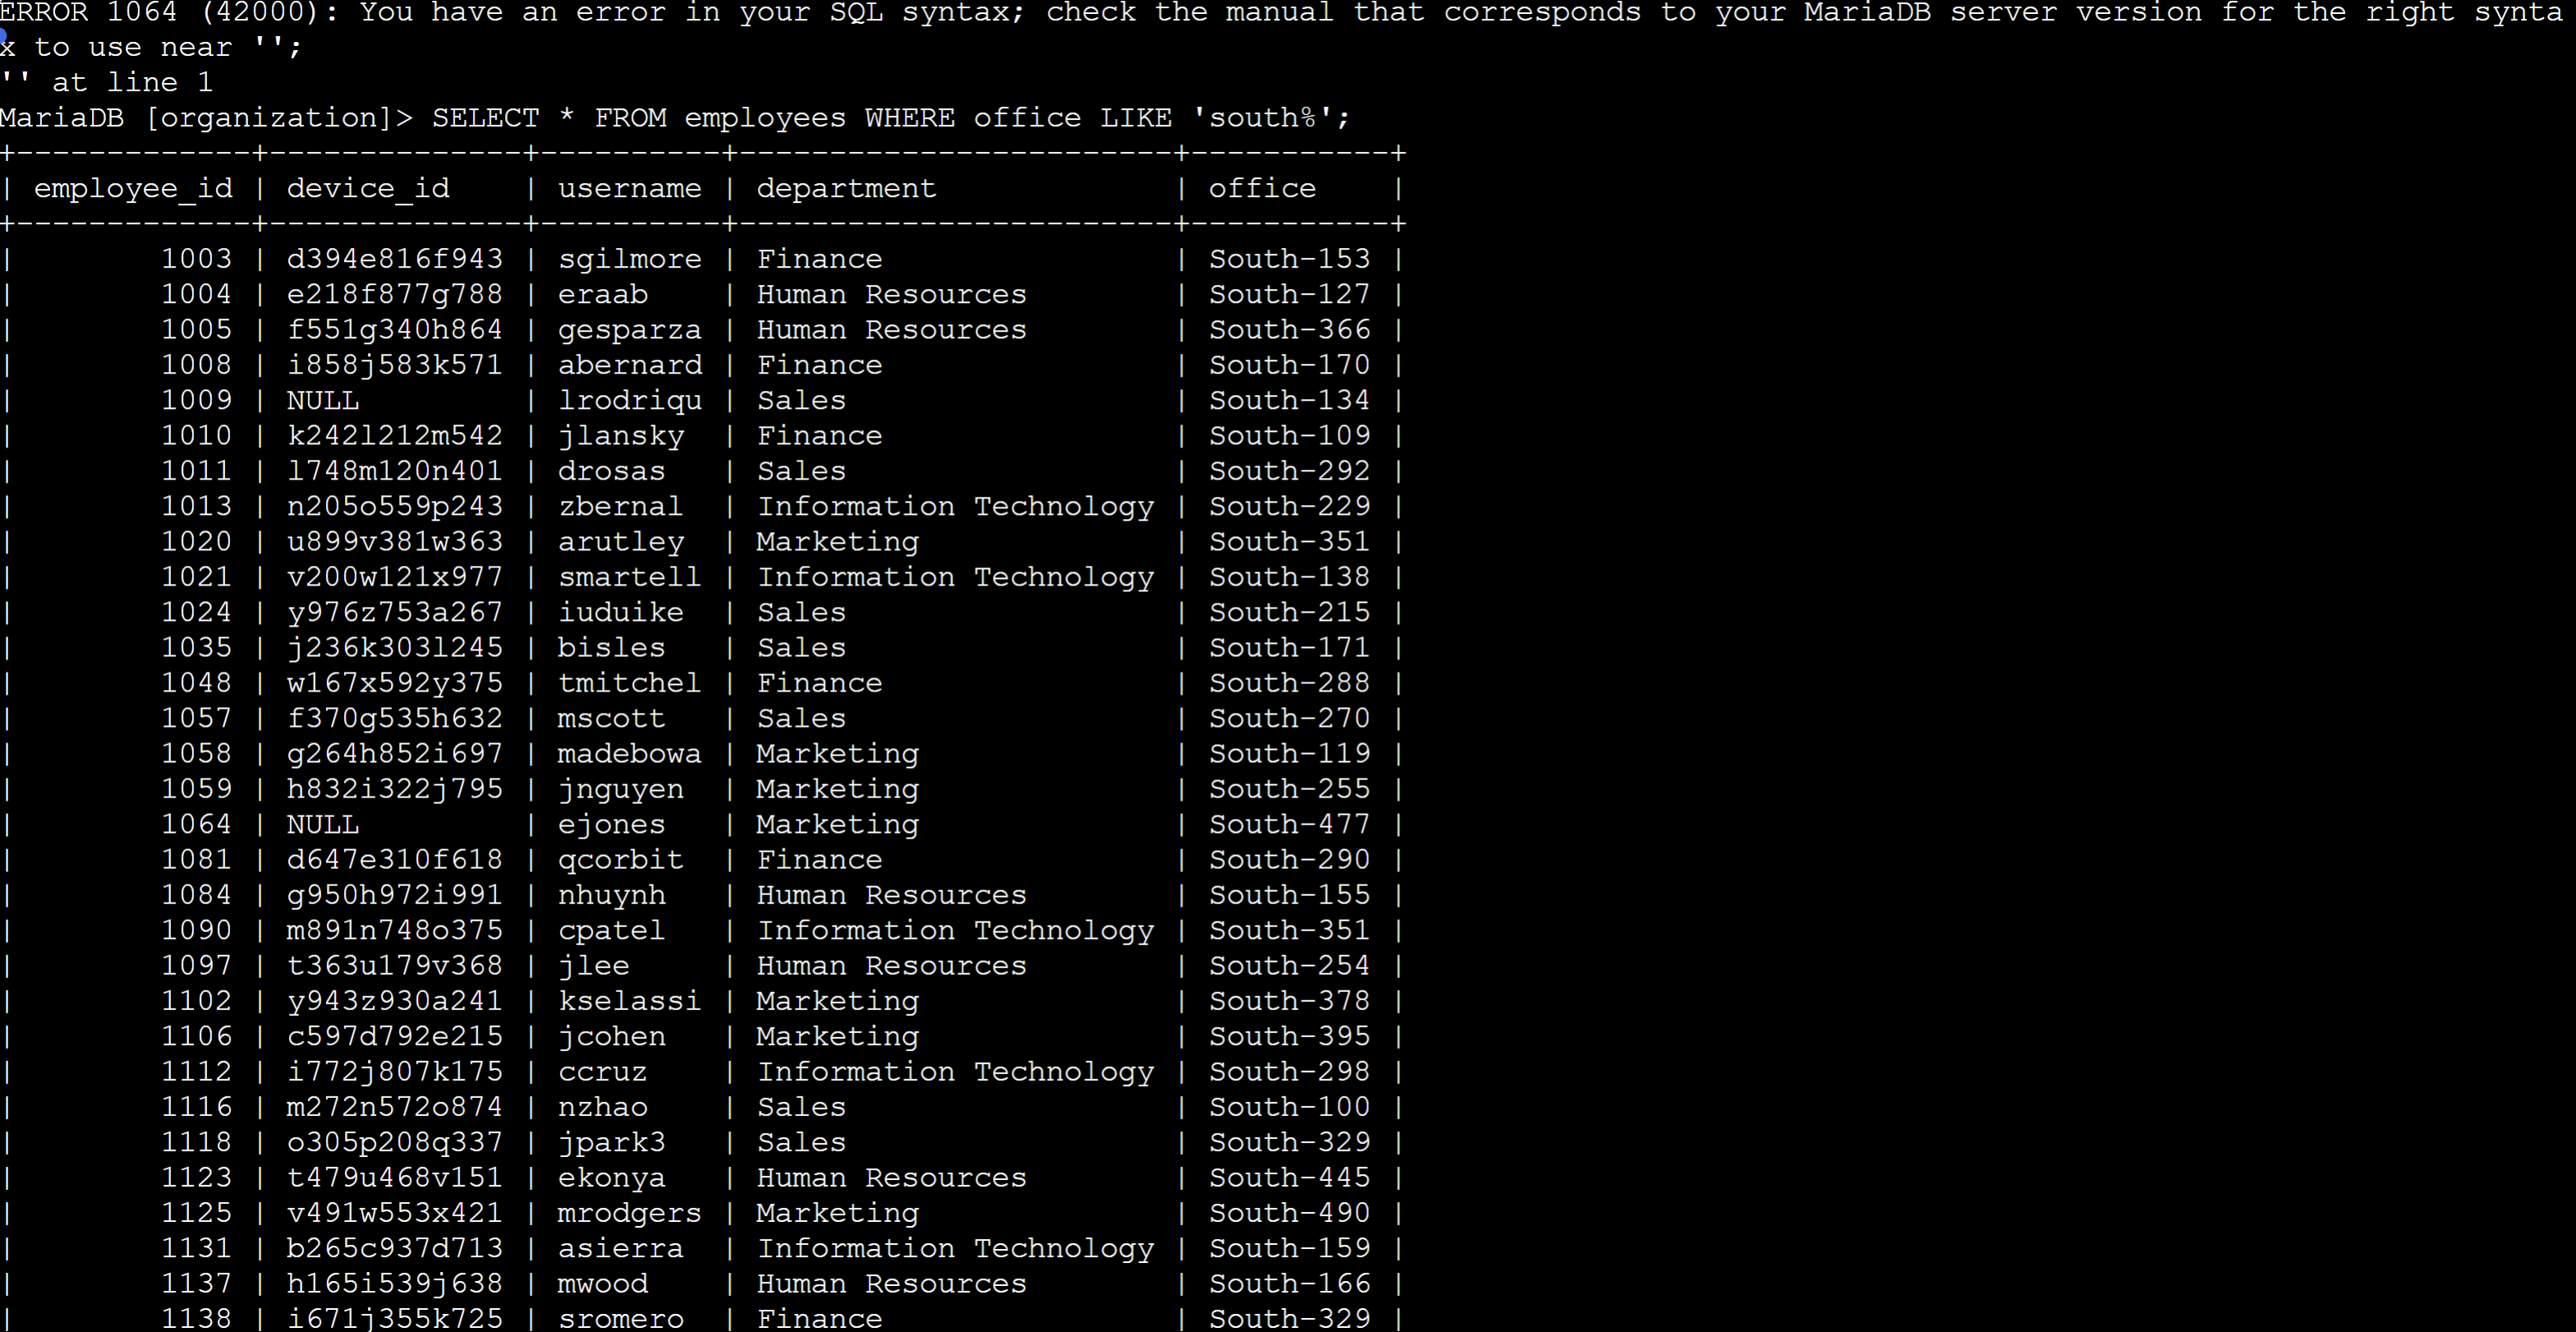 ERROR 1064 (42000): You have an error in your SQL syntax; check the manual that corresponds to your MariaDB server version for the right synta
x to use near '';
'' at line 1
MariaDB [organization]> SELECT * FROM employees WHERE office LIKE 'south%';
+-------------+--------------+----------+------------------------+-----------+
| employee_id | device_id    | username | department             | office    |
+-------------+--------------+----------+------------------------+-----------+
|        1003 | d394e816f943 | sgilmore | Finance                | South-153 |
|        1004 | e218f877g788 | eraab    | Human Resources        | South-127 |
|        1005 | f551g340h864 | gesparza | Human Resources        | South-366 |
|        1008 | i858j583k571 | abernard | Finance                | South-170 |
|        1009 | NULL         | lrodriqu | Sales                  | South-134 |
|        1010 | k242l212m542 | jlansky  | Finance                | South-109 |
|        1011 | l748m120n401 | drosas   | Sales                  | South-292 |
|        1013 | n205o559p243 | zbernal  | Information Technology | South-229 |
|        1020 | u899v381w363 | arutley  | Marketing              | South-351 |
|        1021 | v200w121x977 | smartell | Information Technology | South-138 |
|        1024 | y976z753a267 | iuduike  | Sales                  | South-215 |
|        1035 | j236k303l245 | bisles   | Sales                  | South-171 |
|        1048 | w167x592y375 | tmitchel | Finance                | South-288 |
|        1057 | f370g535h632 | mscott   | Sales                  | South-270 |
|        1058 | g264h852i697 | madebowa | Marketing              | South-119 |
|        1059 | h832i322j795 | jnguyen  | Marketing              | South-255 |
|        1064 | NULL         | ejones   | Marketing              | South-477 |
|        1081 | d647e310f618 | qcorbit  | Finance                | South-290 |
|        1084 | g950h972i991 | nhuynh   | Human Resources        | South-155 |
|        1090 | m891n748o375 | cpatel   | Information Technology | South-351 |
|        1097 | t363u179v368 | jlee     | Human Resources        | South-254 |
|        1102 | y943z930a241 | kselassi | Marketing              | South-378 |
|        1106 | c597d792e215 | jcohen   | Marketing              | South-395 |
|        1112 | i772j807k175 | ccruz    | Information Technology | South-298 |
|        1116 | m272n572o874 | nzhao    | Sales                  | South-100 |
|        1118 | o305p208q337 | jpark3   | Sales                  | South-329 |
|        1123 | t479u468v151 | ekonya   | Human Resources        | South-445 |
|        1125 | v491w553x421 | mrodgers | Marketing              | South-490 |
|        1131 | b265c937d713 | asierra  | Information Technology | South-159 |
|        1137 | h165i539j638 | mwood    | Human Resources        | South-166 |
|        1138 | i671j355k725 | sromero  | Finance                | South-329 |